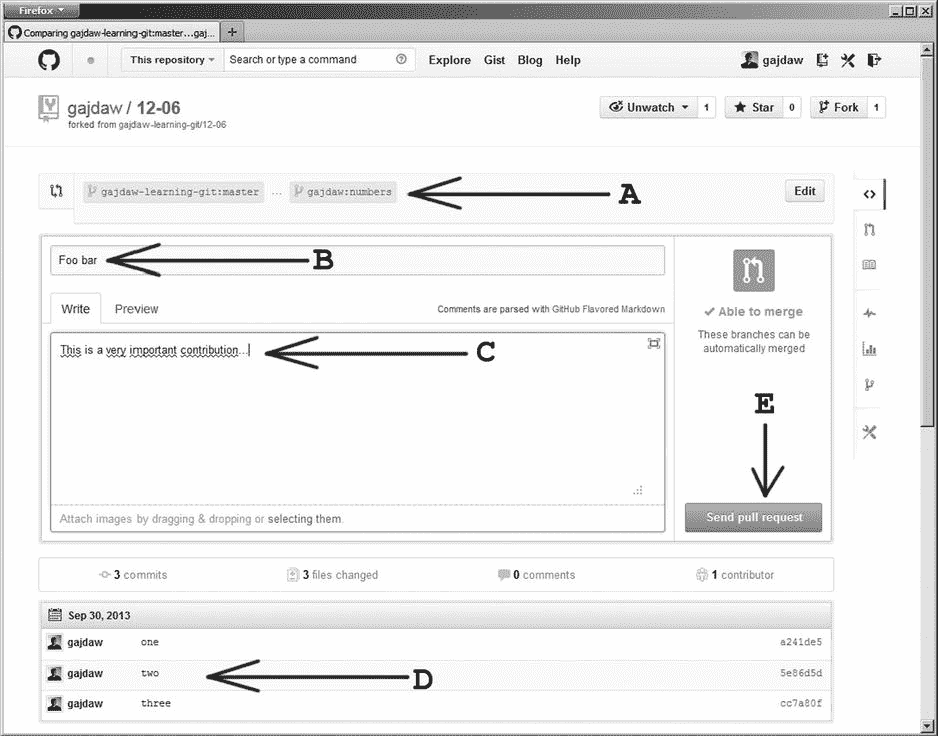 Firefox
Comparing gajdaw-learning-git:master...gaj...
This repository Search or type a command Explore Gist Blog Help gajdaw
gajdaw / 12-06 Unwatch 1 Star 0 Fork 1
forked from gajdaw-learning-git/12-06
gajdaw-learning-git:master ... gajdaw:numbers A Edit
Foo bar B
Write Preview Comments are parsed with GitHub Flavored Markdown
This is a very important contribution... C
Able to merge
These branches can be
automatically merged
E
Send pull request
Attach images by dragging & dropping or selecting them.
3 commits 3 files changed 0 comments 1 contributor
Sep 30, 2013
gajdaw one a241de5
gajdaw two D 5e86d5d
gajdaw three cc7a80f